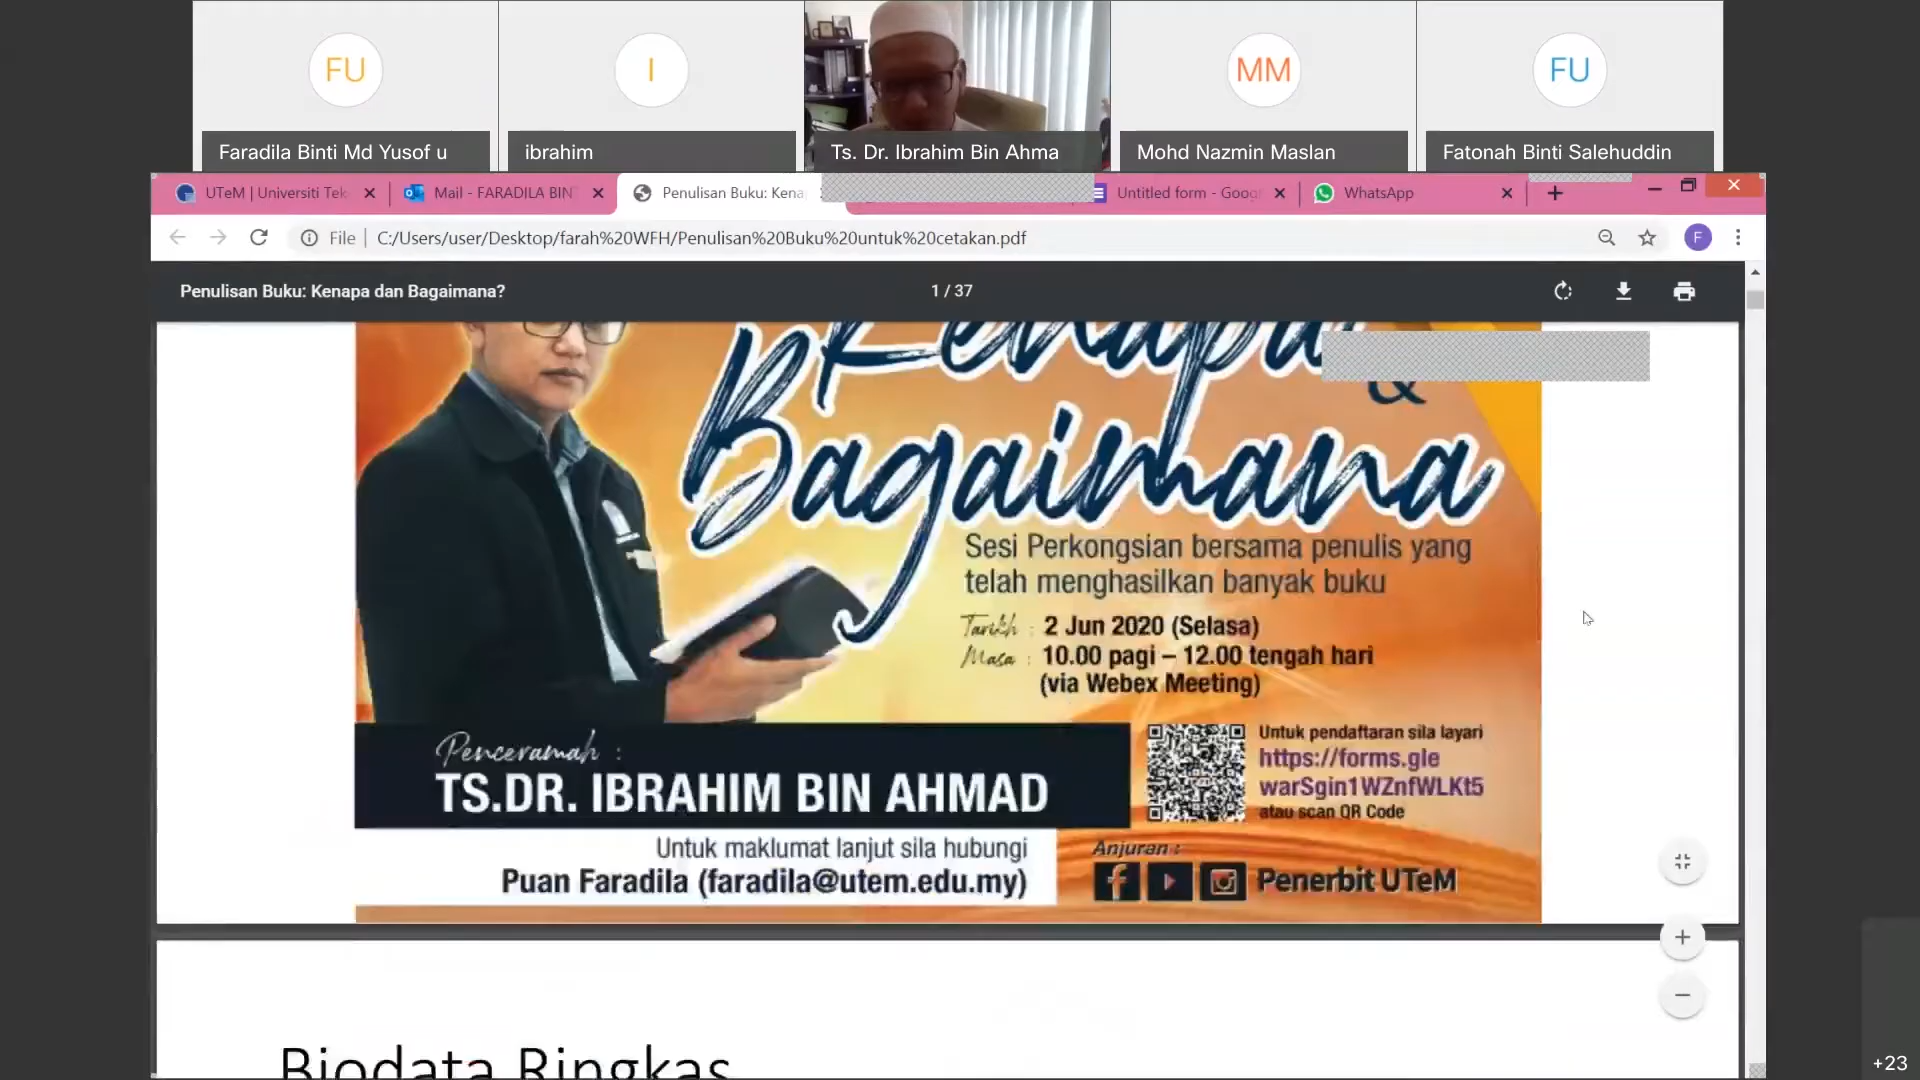 FU
I
MM
FU
Faradila Binti Md Yusof u
ibrahim
Ts. Dr. Ibrahim Bin Ahma
Mohd Nazmin Maslan
Fatonah Binti Salehuddin
UTeM | Universiti Tek
Mail - FARADILA BIN
Penulisan Buku: Kena
Untitled form - Goog
WhatsApp
File
C:/Users/user/Desktop/farah%20WFH/Penulisan%20Buku%20untuk%20cetakan.pdf
F
Penulisan Buku: Kenapa dan Bagaimana?
1 / 37
Kenapa
&
Bagaimana
Sesi Perkongsian bersama penulis yang
telah menghasilkan banyak buku
Tarikh : 2 Jun 2020 (Selasa)
Masa : 10.00 pagi – 12.00 tengah hari
(via Webex Meeting)
Penceramah :
TS.DR. IBRAHIM BIN AHMAD
Untuk pendaftaran sila layari
https://forms.gle
warSgin1WZnfWLKt5
atau scan QR Code
Untuk maklumat lanjut sila hubungi
Puan Faradila (faradila@utem.edu.my)
Anjuran :
Penerbit UTeM
Biodata Ringkas
+23